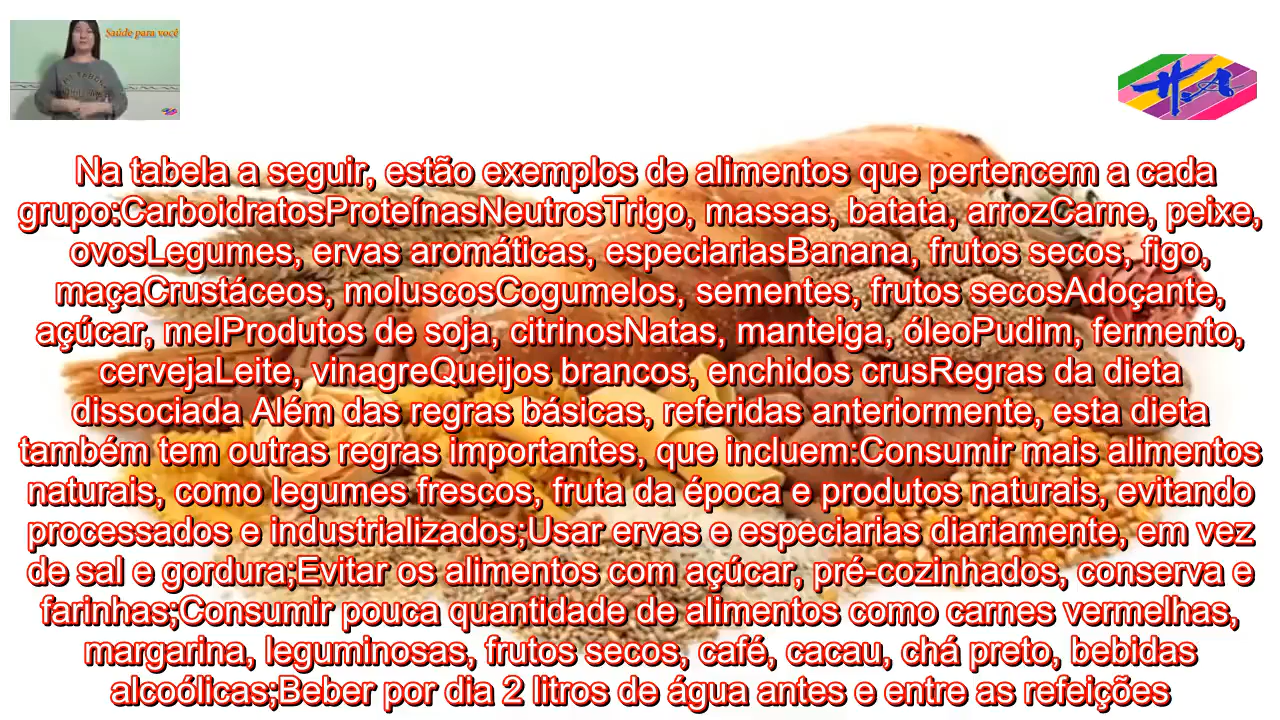 Saúde para você
Na tabela a seguir, estão exemplos de alimentos que pertencem a cada
grupo:CarboidratosProteínasNeutrosTrigo, massas, batata, arrozCarne, peixe,
ovosLegumes, ervas aromáticas, especiariasBanana, frutos secos, figo,
maçaCrustáceos, moluscosCogumelos, sementes, frutos secosAdoçante,
açúcar, melProdutos de soja, citrinosNatas, manteiga, óleoPudim, fermento,
cervejaLeite, vinagreQueijos brancos, enchidos crusRegras da dieta
dissociada Além das regras básicas, referidas anteriormente, esta dieta
também tem outras regras importantes, que incluem:Consumir mais alimentos
naturais, como legumes frescos, fruta da época e produtos naturais, evitando
processados e industrializados;Usar ervas e especiarias diariamente, em vez
de sal e gordura;Evitar os alimentos com açúcar, pré-cozinhados, conserva e
farinhas;Consumir pouca quantidade de alimentos como carnes vermelhas,
margarina, leguminosas, frutos secos, café, cacau, chá preto, bebidas
alcoólicas;Beber por dia 2 litros de água antes e entre as refeições